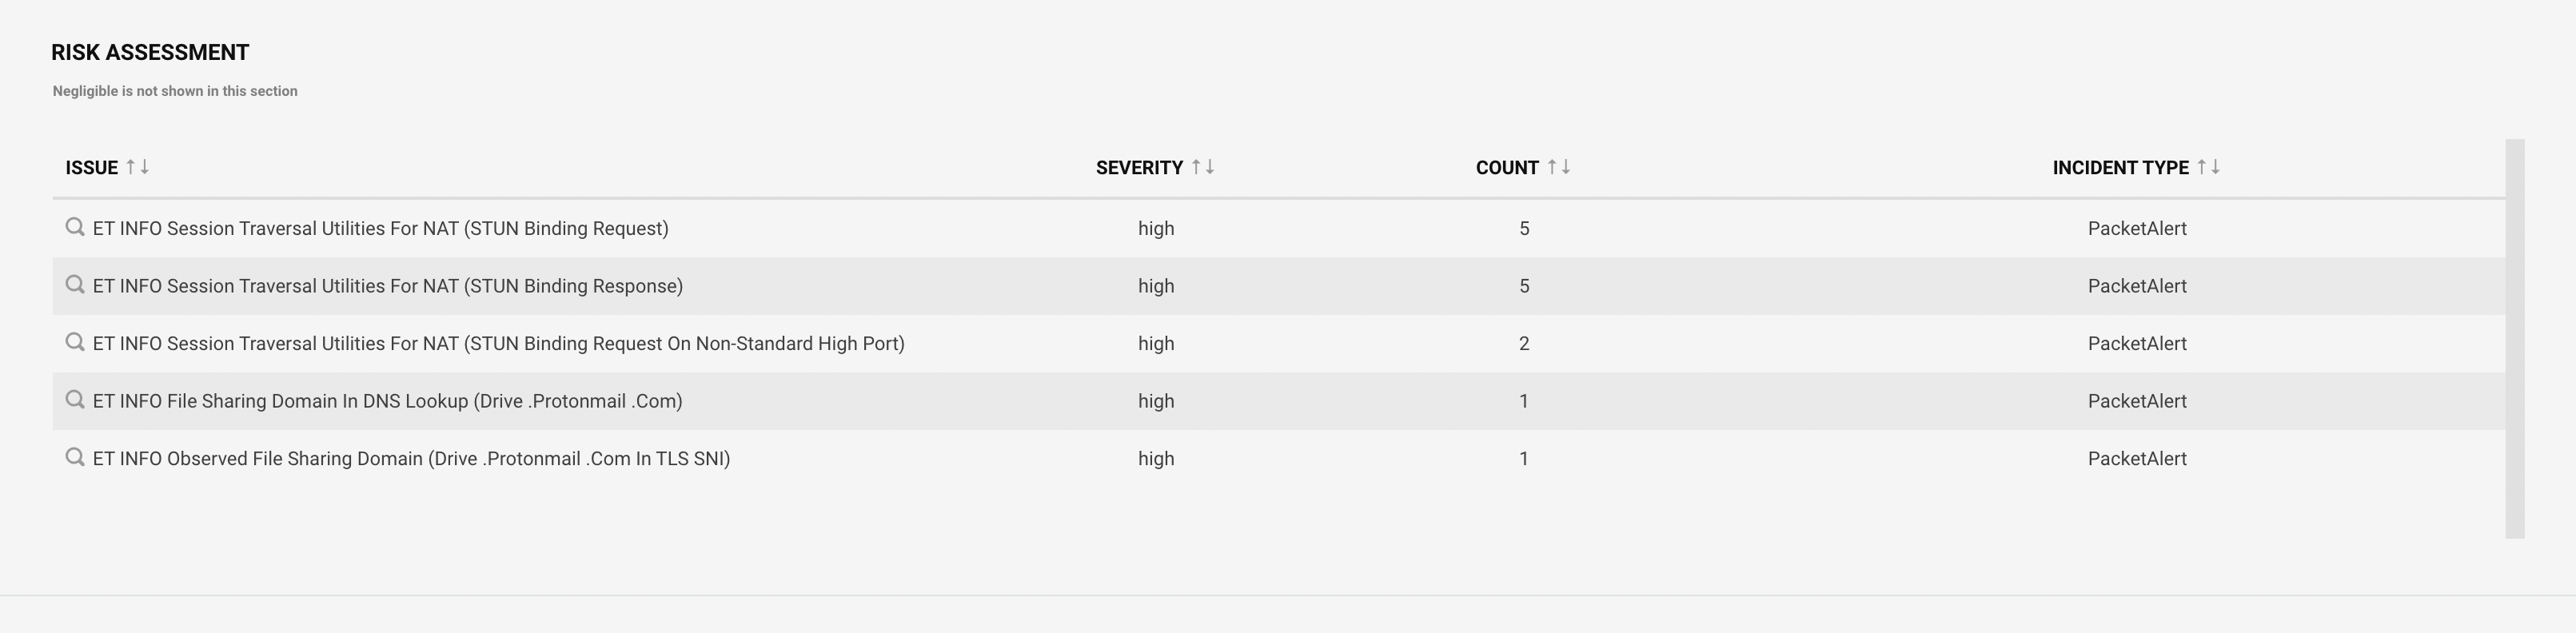 RISK ASSESSMENT
Negligible is not shown in this section
ISSUE ↑↓ SEVERITY ↑↓ COUNT ↑↓ INCIDENT TYPE ↑↓
ET INFO Session Traversal Utilities For NAT (STUN Binding Request) high 5 PacketAlert
ET INFO Session Traversal Utilities For NAT (STUN Binding Response) high 5 PacketAlert
ET INFO Session Traversal Utilities For NAT (STUN Binding Request On Non-Standard High Port) high 2 PacketAlert
ET INFO File Sharing Domain In DNS Lookup (Drive .Protonmail .Com) high 1 PacketAlert
ET INFO Observed File Sharing Domain (Drive .Protonmail .Com In TLS SNI) high 1 PacketAlert